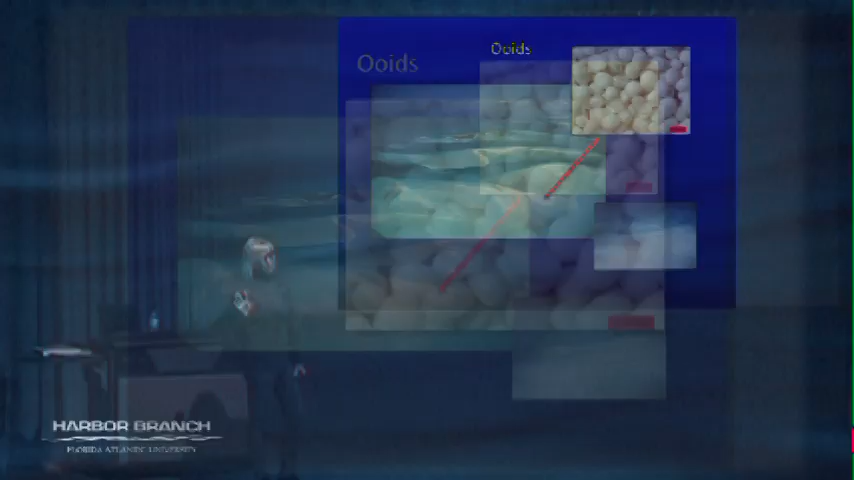 Ooids
Ooids
HARBOR BRANCH
FLORIDA ATLANTIC UNIVERSITY